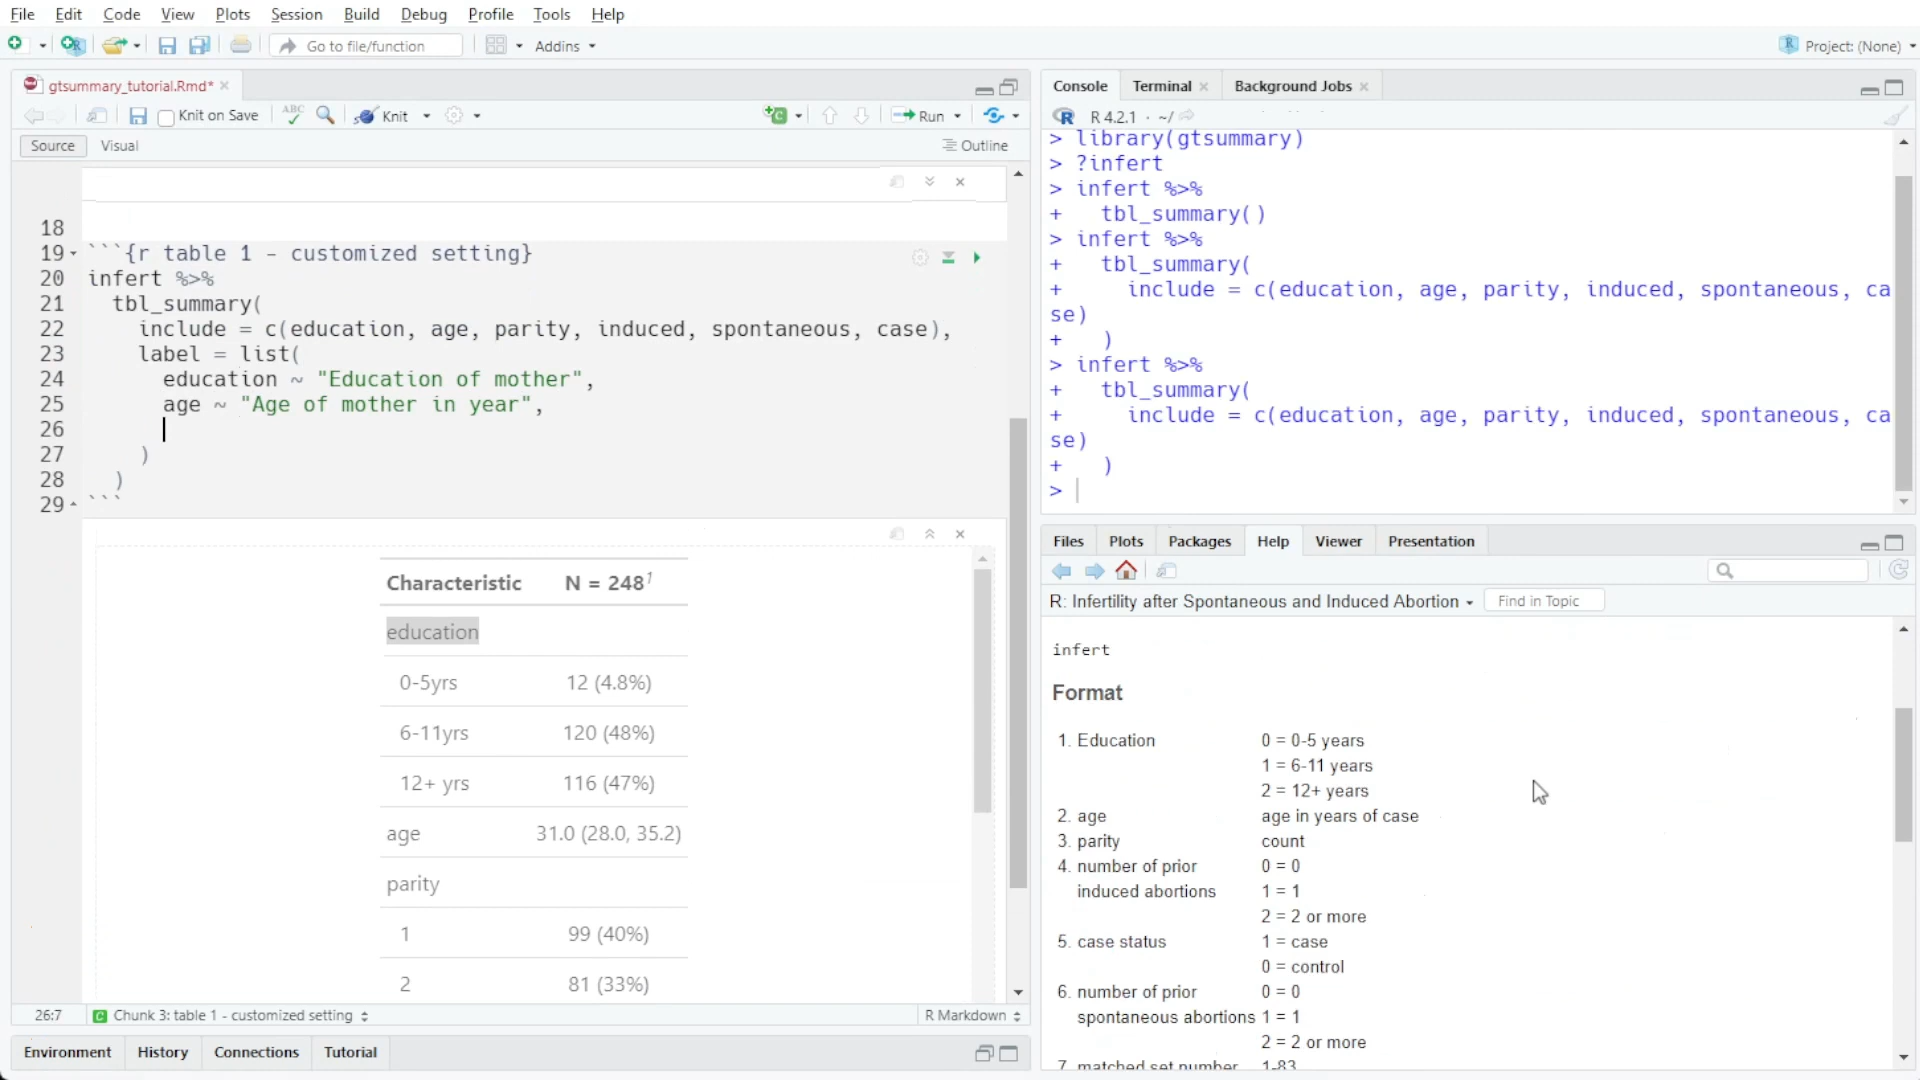 File Edit Code View Plots Session Build Debug Profile Tools Help
Go to file/function Addins Project: (None)
gtsummary_tutorial.Rmd*
Knit on Save ABC Knit Run
Source Visual Outline
18
19 ```{r table 1 - customized setting}
20 infert %>%
21 tbl_summary(
22 include = c(education, age, parity, induced, spontaneous, case),
23 label = list(
24 education ~ "Education of mother",
25 age ~ "Age of mother in year",
26
27 )
28 )
29 ```
Characteristic N = 248¹
education
0-5yrs 12 (4.8%)
6-11yrs 120 (48%)
12+ yrs 116 (47%)
age 31.0 (28.0, 35.2)
parity
1 99 (40%)
2 81 (33%)
26:7 C Chunk 3: table 1 - customized setting R Markdown
Environment History Connections Tutorial
Console Terminal Background Jobs
R R 4.2.1 · ~/
> library(gtsummary)
> ?infert
> infert %>%
+ tbl_summary()
> infert %>%
+ tbl_summary(
+ include = c(education, age, parity, induced, spontaneous, ca
se)
+ )
> infert %>%
+ tbl_summary(
+ include = c(education, age, parity, induced, spontaneous, ca
se)
+ )
>
Files Plots Packages Help Viewer Presentation
R: Infertility after Spontaneous and Induced Abortion Find in Topic
infert
Format
1. Education 0 = 0-5 years
1 = 6-11 years
2 = 12+ years
2. age age in years of case
3. parity count
4. number of prior 0 = 0
induced abortions 1 = 1
2 = 2 or more
5. case status 1 = case
0 = control
6. number of prior 0 = 0
spontaneous abortions 1 = 1
2 = 2 or more
7. matched set number 1-83